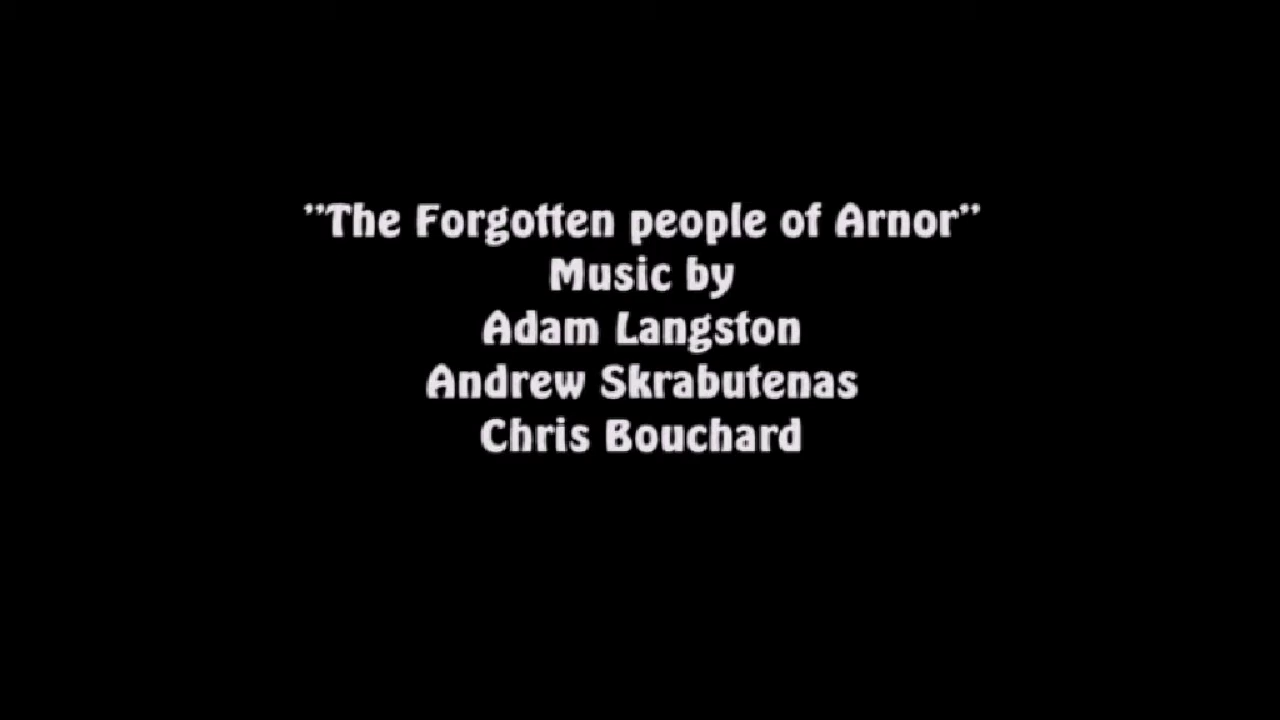 "The Forgotten people of Arnor"
Music by
Adam Langston
Andrew Skrabutenas
Chris Bouchard